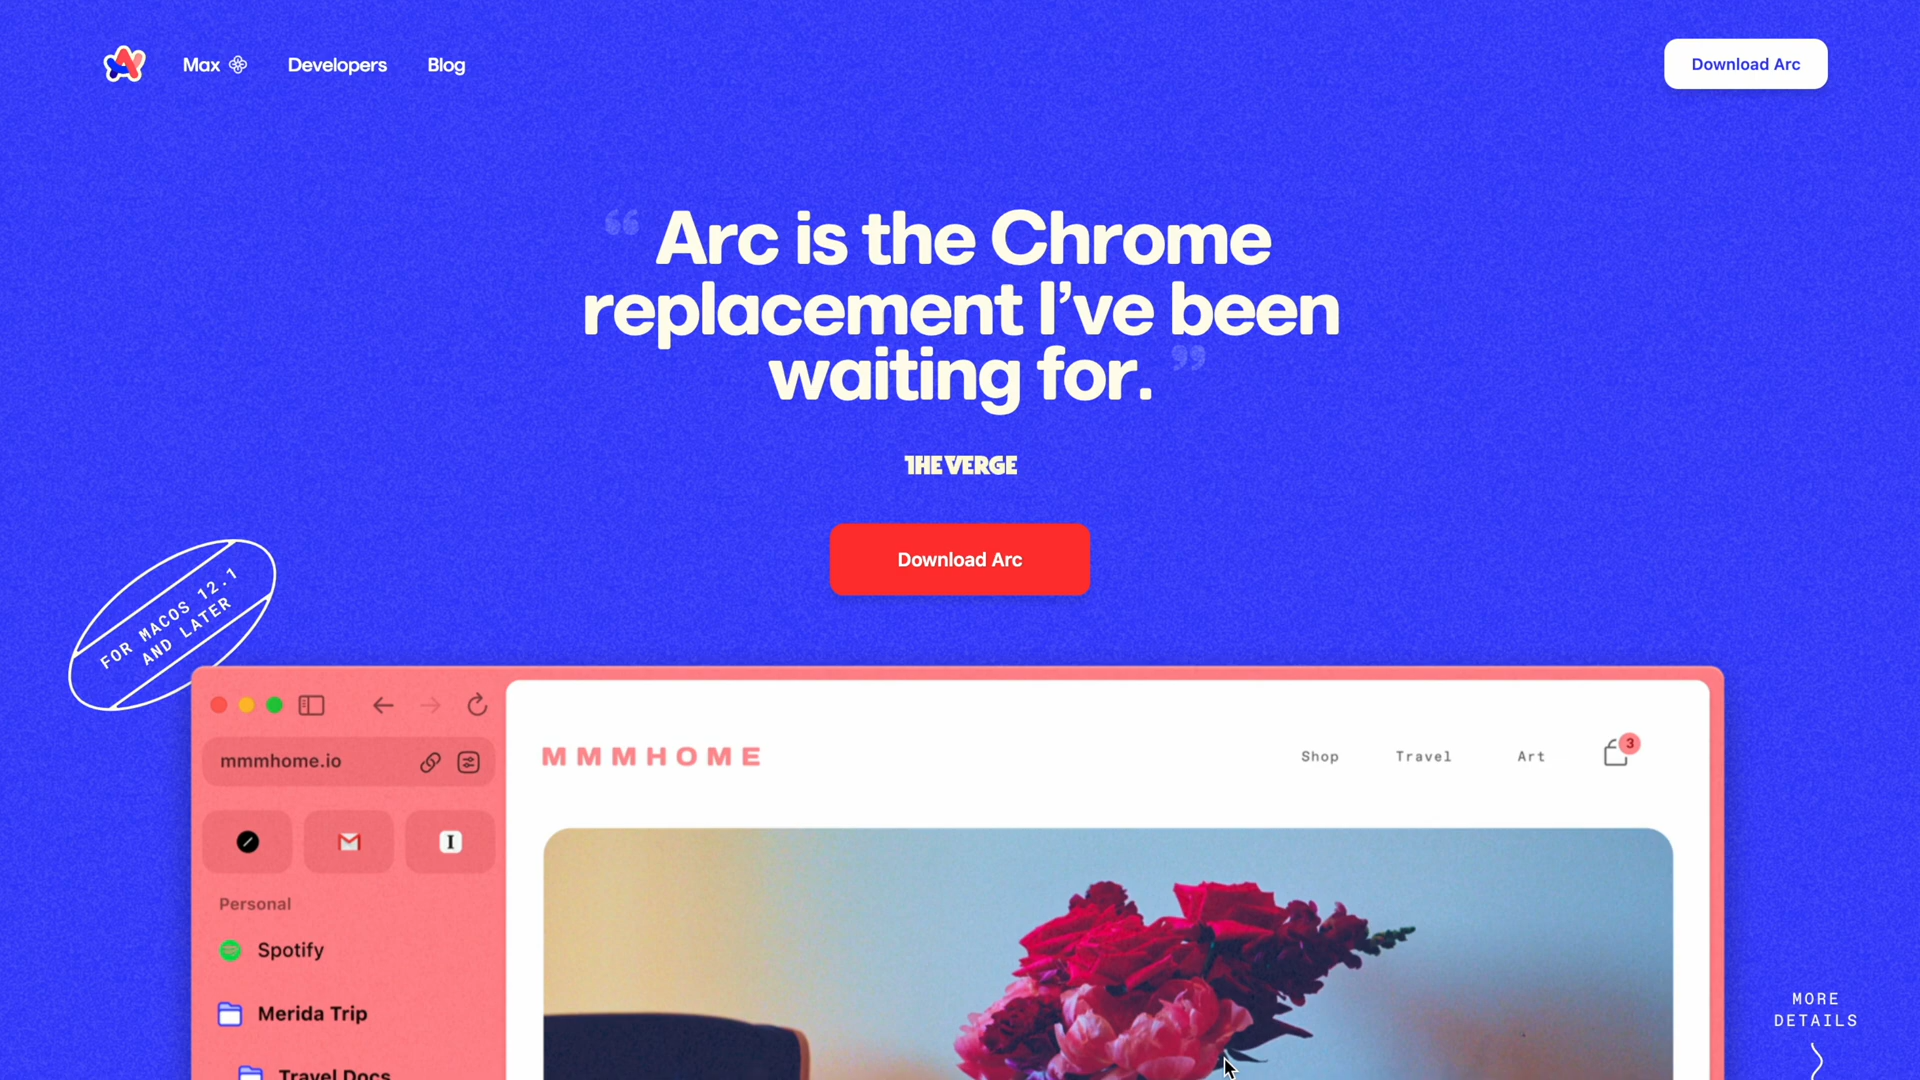 Max
Developers
Blog
Download Arc
“ Arc is the Chrome
replacement I’ve been
waiting for. ”
THE VERGE
Download Arc
FOR MACOS 12.1
AND LATER
mmmhome.io
MMMHOME
Shop
Travel
Art
3
I
Personal
Spotify
Merida Trip
Travel Docs
MORE
DETAILS